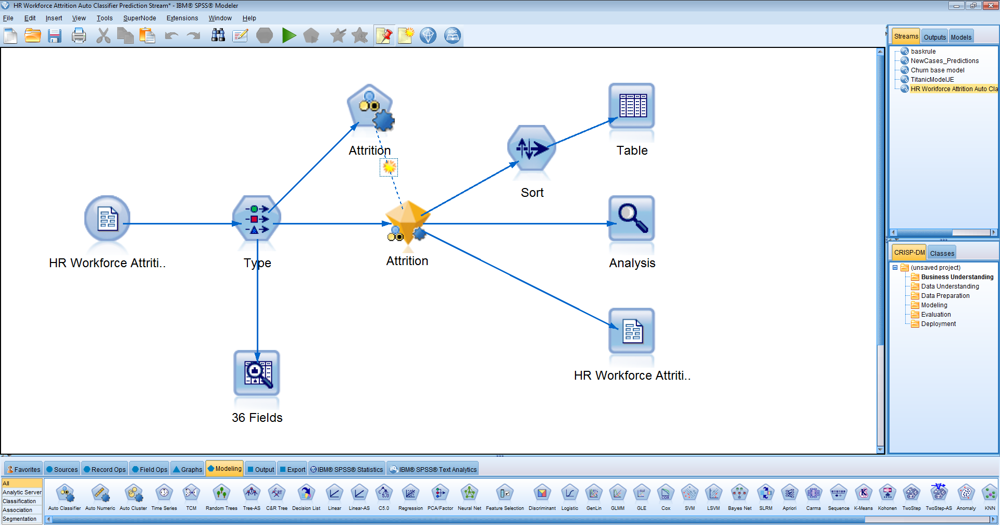 HR Workforce Attrition Auto Classifier Prediction Stream* - IBM® SPSS® Modeler
File Edit Insert View Tools SuperNode Extensions Window Help
abc
Streams Outputs Models
baskrule
NewCases_Predictions
Churn base model
TitanicModelJE
HR Workforce Attrition Auto Cla
Attrition
Table
Sort
HR Workforce Attriti..
Type
Attrition
Analysis
HR Workforce Attriti..
36 Fields
CRISP-DM Classes
(unsaved project)
Business Understanding
Data Understanding
Data Preparation
Modeling
Evaluation
Deployment
Favorites Sources Record Ops Field Ops Graphs Modeling Output Export IBM® SPSS® Statistics IBM® SPSS® Text Analytics
All
Analytic Server
Classification
Association
Segmentation
Auto Classifier Auto Numeric Auto Cluster Time Series TCM Random Trees Tree-AS C&R Tree Decision List Linear Linear-AS C5.0 Regression PCA/Factor Neural Net Feature Selection Discriminant Logistic GenLin GLMM GLE Cox SVM LSVM Bayes Net SLRM Apriori Carma Sequence K-Means Kohonen TwoStep TwoStep-AS Anomaly KNN